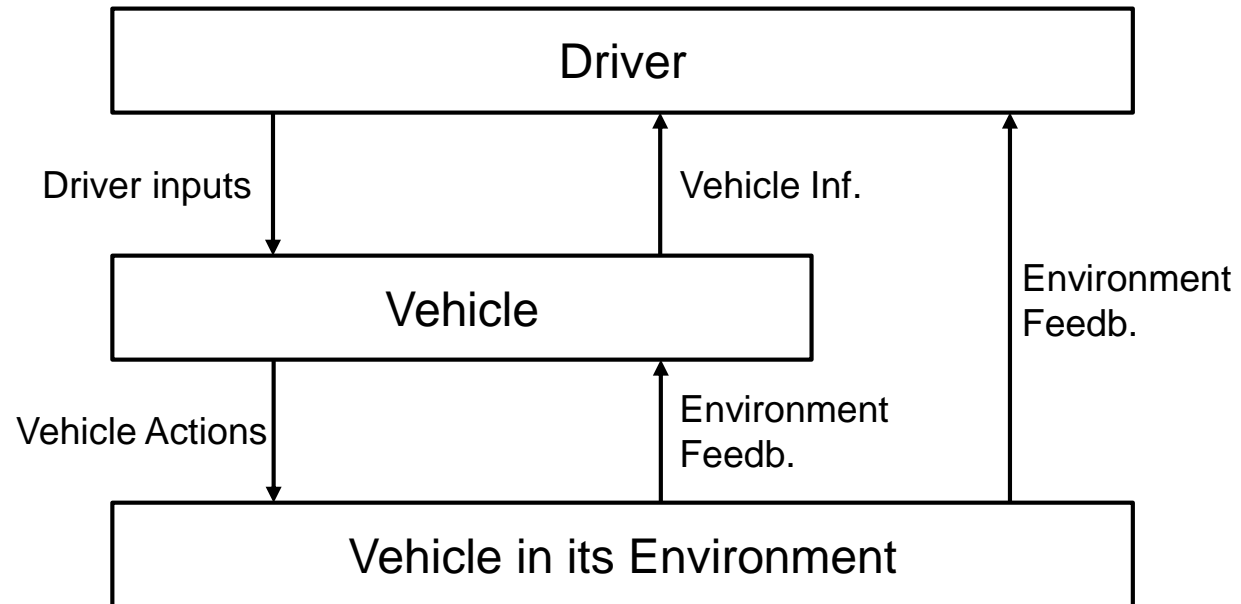 Driver
Driver inputs
Vehicle Inf.
Environment
Feedb.
Vehicle
Vehicle Actions
Environment
Feedb.
Vehicle in its Environment